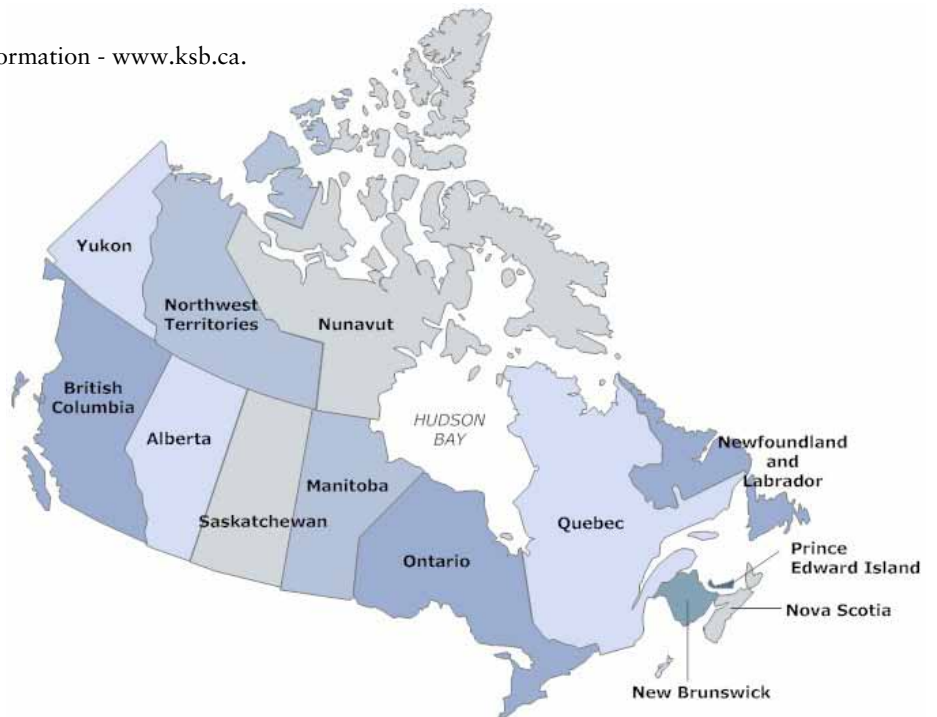 ormation - www.ksb.ca.
Yukon
Northwest
Territories
Nunavut
British
Columbia
Alberta
HUDSON
BAY
Newfoundland
and
Labrador
Manitoba
Saskatchewan
Quebec
Ontario
Prince
Edward Island
Nova Scotia
New Brunswick